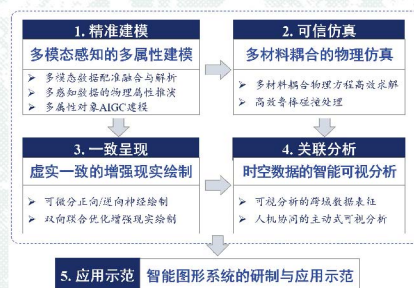 1. 精准建模
多模态感知的多属性建模
➢ 多模态数据配准融合与解析
➢ 多感知数据的物理属性推演
➢ 多属性对象AIGC建模
2. 可信仿真
多材料耦合的物理仿真
➢ 多材料耦合物理方程高效求解
➢ 高效鲁棒碰撞处理
3. 一致呈现
虚实一致的增强现实绘制
➢ 可微分正向/逆向神经绘制
➢ 双向联合优化增强现实绘制
4. 关联分析
时空数据的智能可视分析
➢ 可视分析的跨域数据表征
➢ 人机协同的主动式可视分析
5. 应用示范 智能图形系统的研制与应用示范